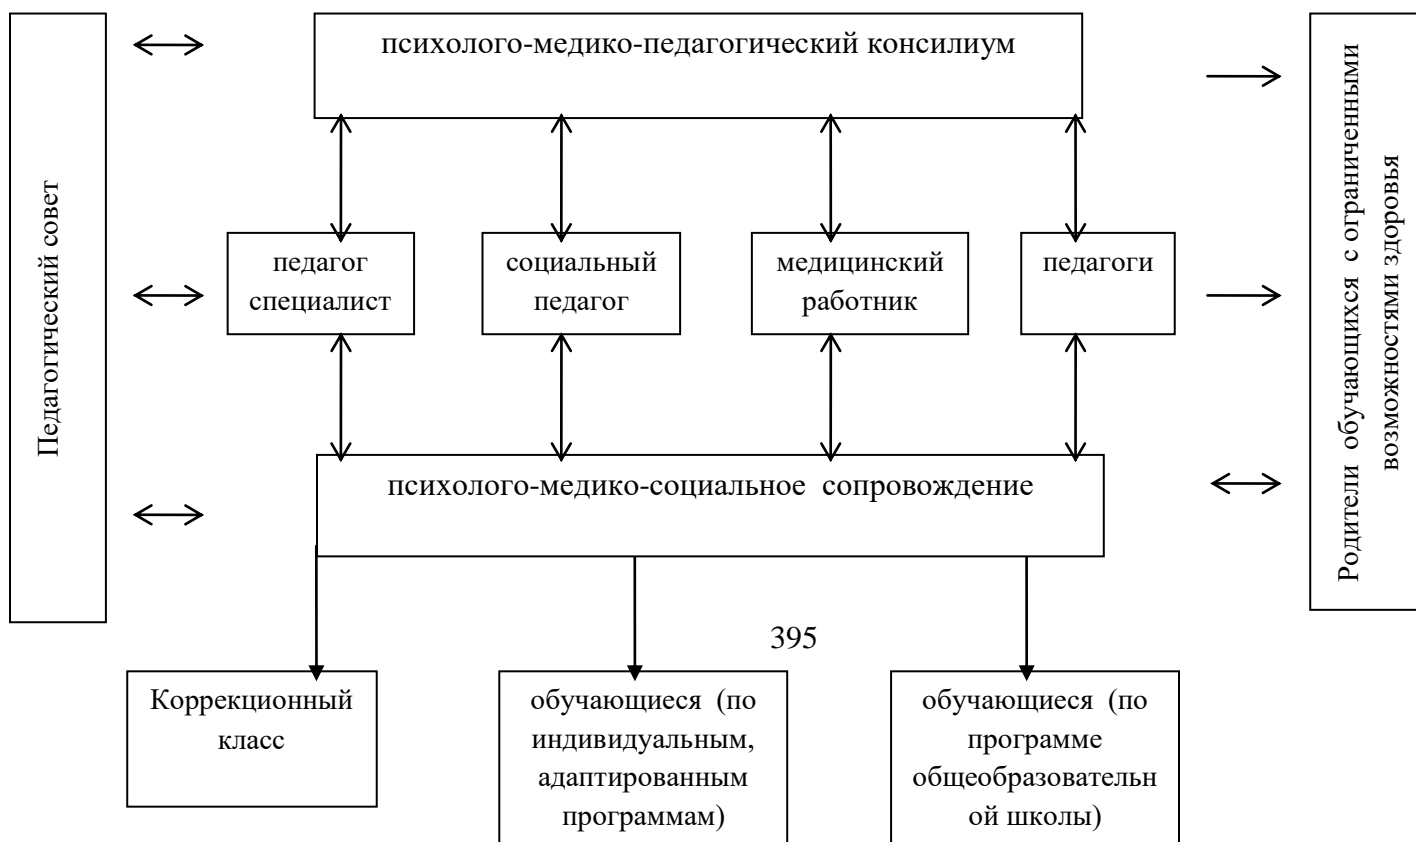 психолого-медико-педагогический консилиум
Педагогический совет
Родители обучающихся с ограниченными
возможностями здоровья
педагог
специалист
социальный
педагог
медицинский
работник
педагоги
психолого-медико-социальное сопровождение
395
Коррекционный
класс
обучающиеся (по
индивидуальным,
адаптированным
программам)
обучающиеся (по
программе
общеобразовательн
ой школы)